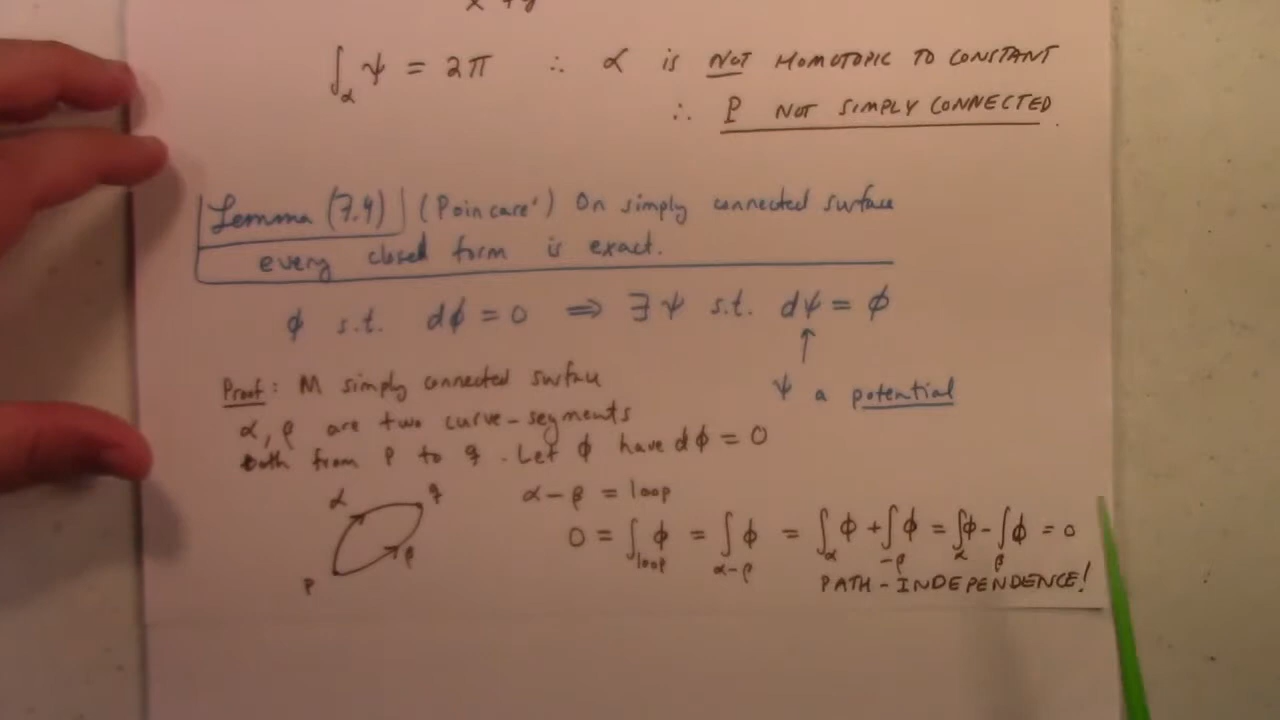 ∫_α ψ = 2π ∴ α is NOT HOMOTOPIC TO CONSTANT
∴ P NOT SIMPLY CONNECTED.
Lemma (7.4) (Poincare') On simply connected surface
every closed form is exact.
φ s.t. dφ = 0 ⟹ ∃ ψ s.t. dψ = φ
↑
ψ a potential
Proof: M simply connected surface
α, β are two curve-segments
both from P to q. Let φ have dφ = 0
α q
β
P
α - β = loop
0 = ∫_loop φ = ∫_α-β φ = ∫_α φ + ∫_-β φ = ∫_α φ - ∫_β φ = 0
PATH-INDEPENDENCE!